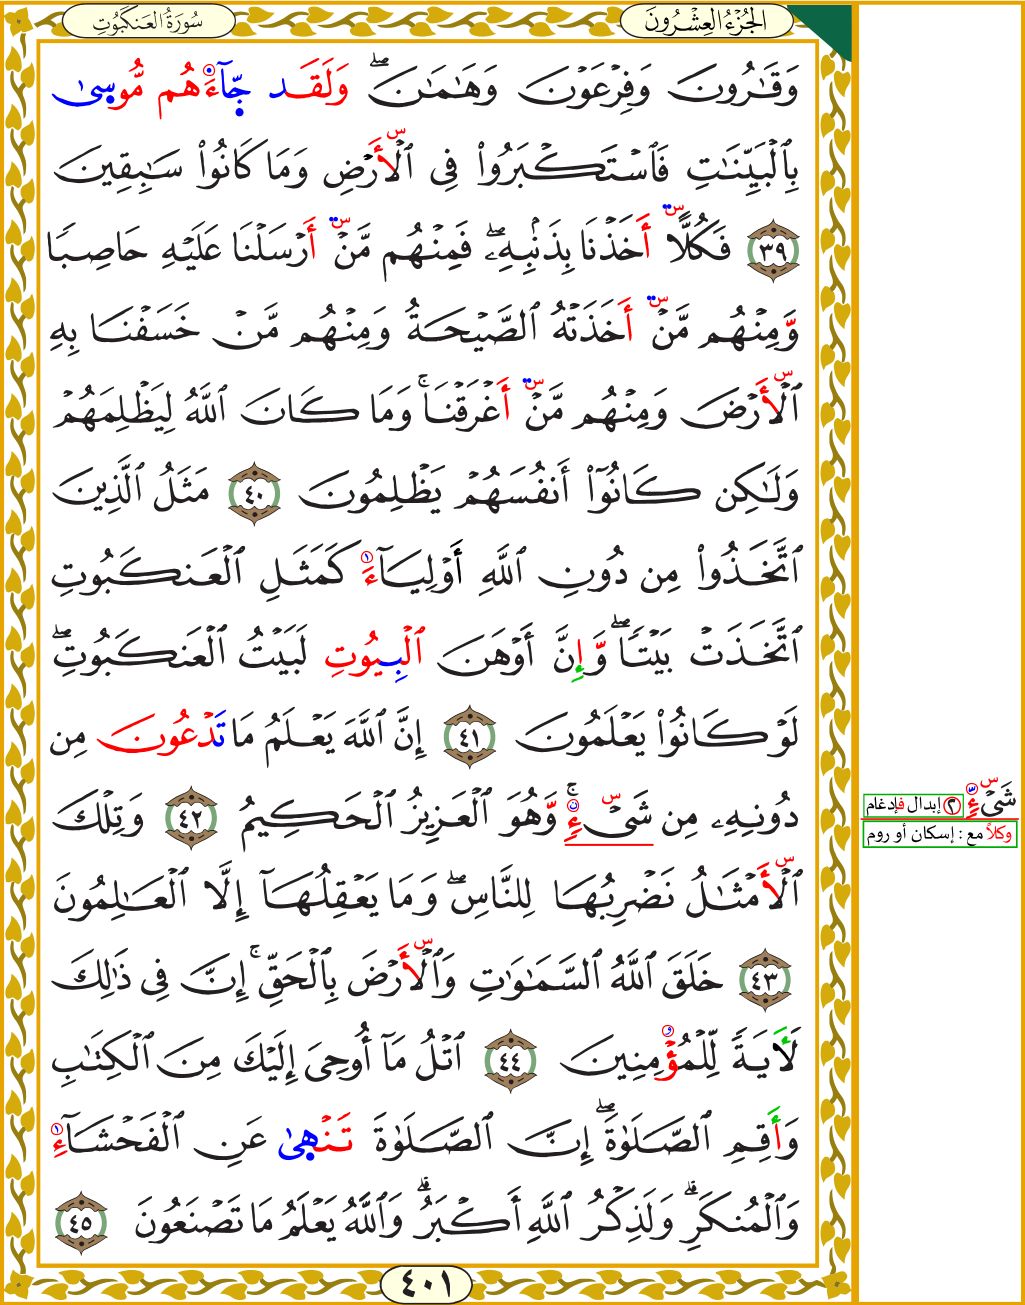 الجُزْءُ العِشْرُونَ
سُورَةُ العَنكَبُوتِ
وَقَـٰرُونَ وَفِرْعَوْنَ وَهَـٰمَـٰنَۖ وَلَقَد جَّآءَهُم مُّوسىٰ
بِٱلْبَيِّنَـٰتِ فَٱسْتَكْبَرُواْ فِى ٱلْأَرْضِ وَمَا كَانُواْ سَـٰبِقِينَ
٣٩ فَكُلّاً أَخَذْنَا بِذَنۢبِهِۦۖ فَمِنْهُم مَّنْ أَرْسَلْنَا عَلَيْهِ حَاصِبًا
وَّمِنْهُم مَّنْ أَخَذَتْهُ ٱلصَّيْحَةُ وَمِنْهُم مَّنْ خَسَفْنَا بِهِ
ٱلْأَرْضَ وَمِنْهُم مَّنْ أَغْرَقْنَاۚ وَمَا كَانَ ٱللَّهُ لِيَظْلِمَهُمْ
وَلَـٰكِن كَانُوٓاْ أَنفُسَهُمْ يَظْلِمُونَ ٤٠ مَثَلُ ٱلَّذِينَ
ٱتَّخَذُواْ مِن دُونِ ٱللَّهِ أَوْلِيَآءَ كَمَثَلِ ٱلْعَنكَبُوتِ
ٱتَّخَذَتْ بَيْتًاۖ وَّإِنَّ أَوْهَنَ ٱلْبِيُوتِ لَبَيْتُ ٱلْعَنكَبُوتِۖ
لَوْ كَانُواْ يَعْلَمُونَ ٤١ إِنَّ ٱللَّهَ يَعْلَمُ مَا تَدْعُونَ مِن
دُونِهِۦ مِن شَىْءٍۚ وَّهُوَ ٱلْعَزِيزُ ٱلْحَكِيمُ ٤٢ وَتِلْكَ
ٱلْأَمْثَـٰلُ نَضْرِبُهَا لِلنَّاسِۖ وَمَا يَعْقِلُهَآ إِلَّا ٱلْعَـٰلِمُونَ
٤٣ خَلَقَ ٱللَّهُ ٱلسَّمَـٰوَٰتِ وَٱلْأَرْضَ بِٱلْحَقِّۚ إِنَّ فِى ذَٰلِكَ
لَأَيَةً لِّلْمُؤْمِنِينَ ٤٤ ٱتْلُ مَآ أُوحِىَ إِلَيْكَ مِنَ ٱلْكِتَـٰبِ
وَأَقِمِ ٱلصَّلَوٰةَۖ إِنَّ ٱلصَّلَوٰةَ تَنْهىٰ عَنِ ٱلْفَحْشَآءِ
وَٱلْمُنكَرِۗ وَلَذِكْرُ ٱللَّهِ أَكْبَرُۗ وَٱللَّهُ يَعْلَمُ مَا تَصْنَعُونَ ٤٥
٤٠١
شَىْءٍ ٢ إبدال فإدغام
وكلاً مع : إسكان أو روم